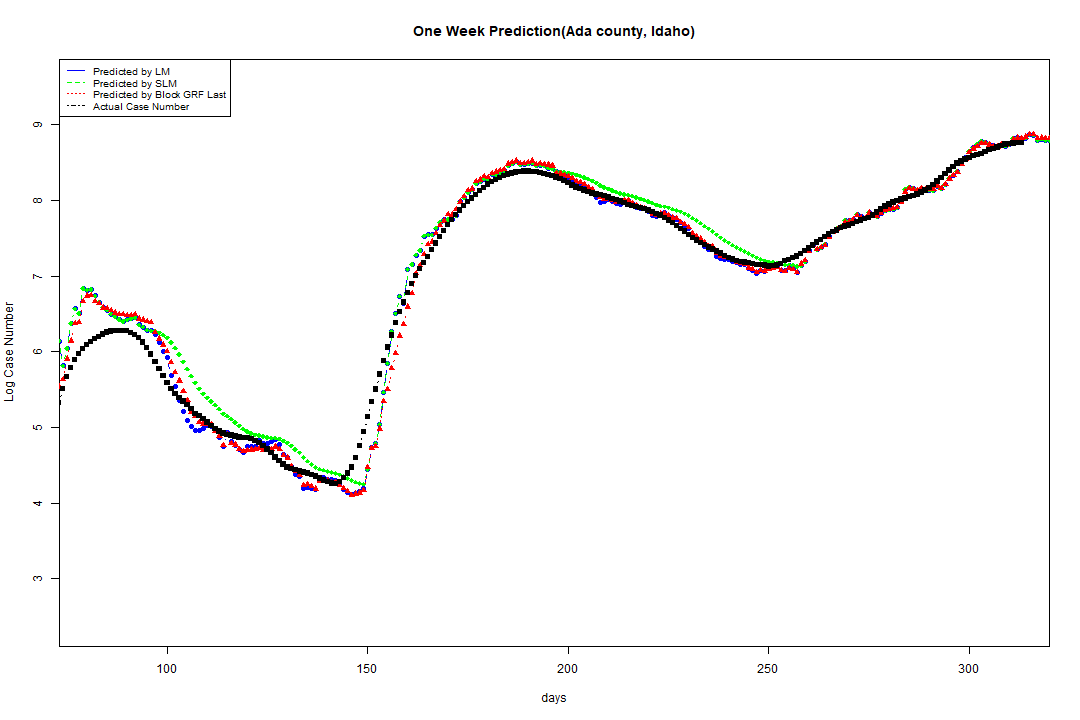 One Week Prediction(Ada county, Idaho)
Predicted by LM
Predicted by SLM
Predicted by Block GRF Last
Actual Case Number
9
8
7
6
5
4
3
Log Case Number
100 150 200 250 300
days